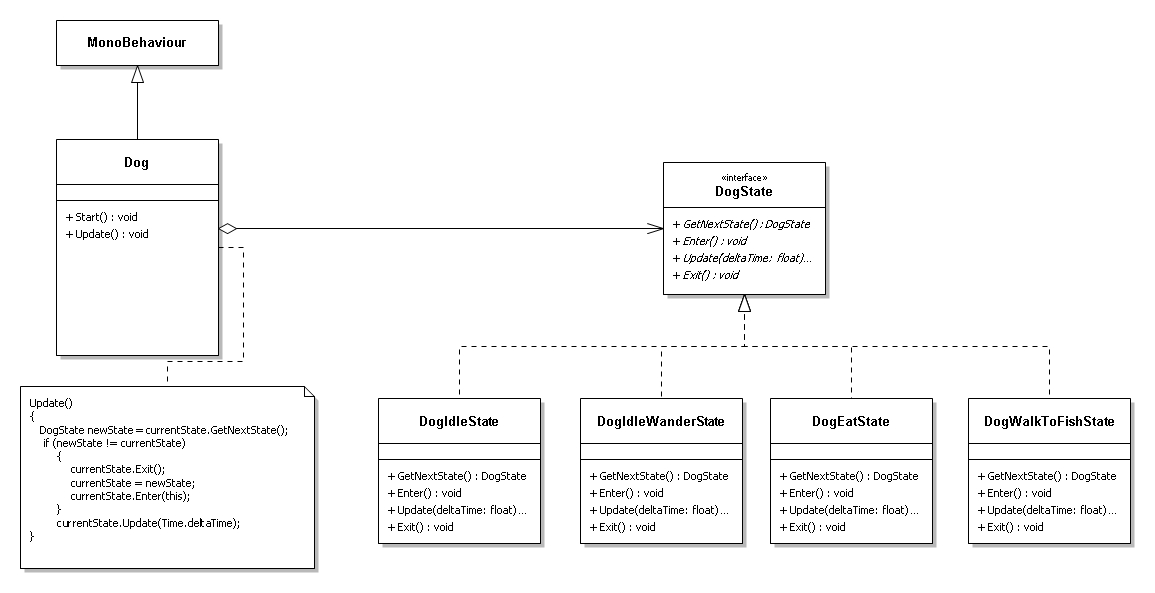 MonoBehaviour
Dog
+ Start() : void
+ Update() : void
«interface»
DogState
+ GetNextState() : DogState
+ Enter() : void
+ Update(deltaTime: float)...
+ Exit() : void
Update()
{
DogState newState = currentState.GetNextState();
if (newState != currentState)
{
currentState.Exit();
currentState = newState;
currentState.Enter(this);
}
currentState.Update(Time.deltaTime);
}
DogIdleState
+ GetNextState() : DogState
+ Enter() : void
+ Update(deltaTime: float)...
+ Exit() : void
DogIdleWanderState
+ GetNextState() : DogState
+ Enter() : void
+ Update(deltaTime: float)...
+ Exit() : void
DogEatState
+ GetNextState() : DogState
+ Enter() : void
+ Update(deltaTime: float)...
+ Exit() : void
DogWalkToFishState
+ GetNextState() : DogState
+ Enter() : void
+ Update(deltaTime: float)...
+ Exit() : void